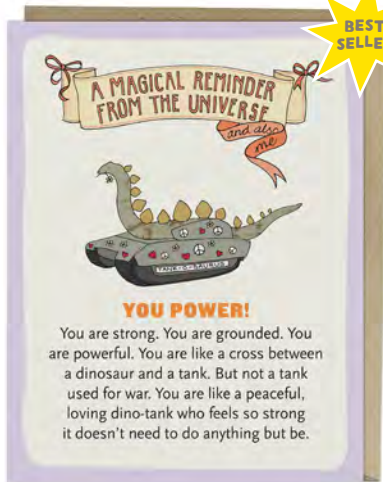 BEST
SELLE
A MAGICAL REMINDER
FROM THE UNIVERSE
and also
me
TANK-O-SAURUS
YOU POWER!
You are strong. You are grounded. You
are powerful. You are like a cross between
a dinosaur and a tank. But not a tank
used for war. You are like a peaceful,
loving dino-tank who feels so strong
it doesn't need to do anything but be.